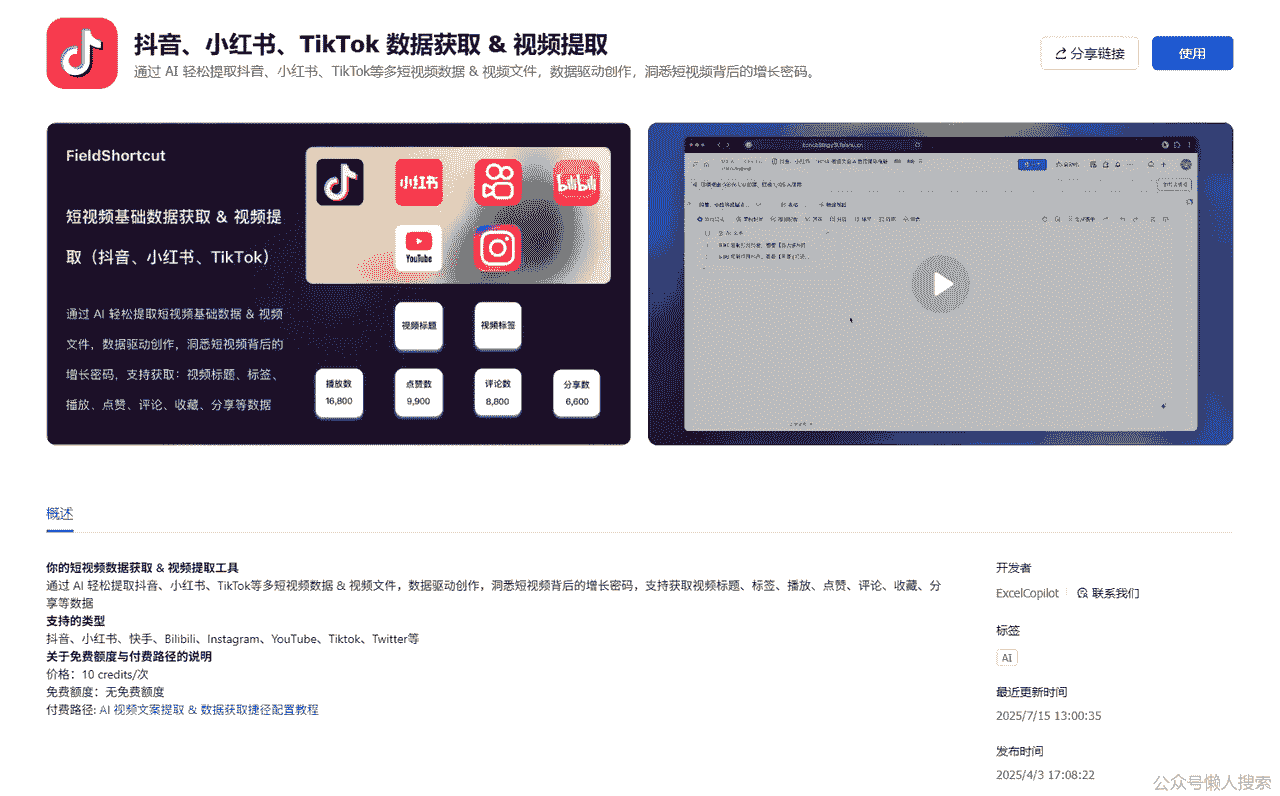 抖音、小红书、TikTok 数据获取 & 视频提取
通过 AI 轻松提取抖音、小红书、TikTok等多短视频数据 & 视频文件，数据驱动创作，洞悉短视频背后的增长密码。
分享链接
使用
FieldShortcut
短视频基础数据获取 & 视频提
取（抖音、小红书、TikTok）
通过 AI 轻松提取短视频基础数据 & 视频
文件，数据驱动创作，洞悉短视频背后的
增长密码，支持获取：视频标题、标签、
播放、点赞、评论、收藏、分享等数据
小红书
bilibili
YouTube
视频标题
视频标签
播放数
16,800
点赞数
9,900
评论数
8,800
分享数
6,600
概述
你的短视频数据获取 & 视频提取工具
通过 AI 轻松提取抖音、小红书、TikTok等多短视频数据 & 视频文件，数据驱动创作，洞悉短视频背后的增长密码，支持获取视频标题、标签、播放、点赞、评论、收藏、分
享等数据
支持的类型
抖音、小红书、快手、Bilibili、Instagram、YouTube、Tiktok、Twitter等
关于免费额度与付费路径的说明
价格：10 credits/次
免费额度：无免费额度
付费路径: AI 视频文案提取 & 数据获取捷径配置教程
开发者
ExcelCopilot
联系我们
标签
AI
最近更新时间
2025/7/15 13:00:35
发布时间
2025/4/3 17:08:22
公众号懒人搜索